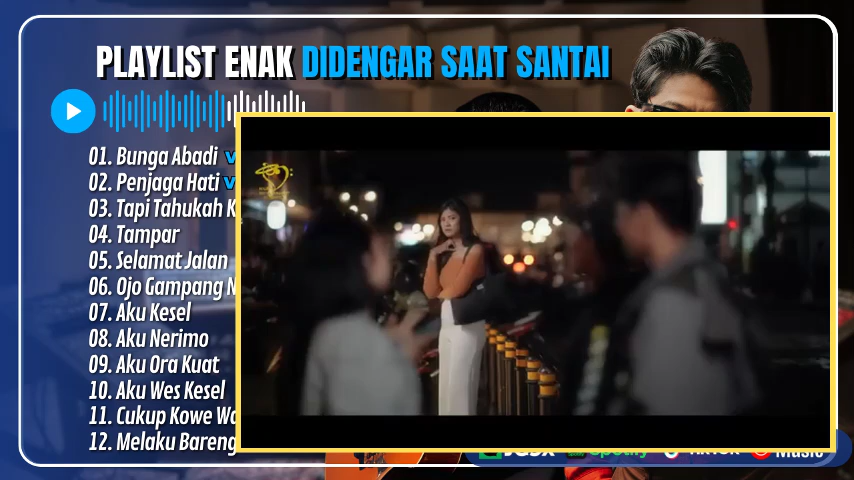 PLAYLIST ENAK DIDENGAR SAAT SANTAI
01. Bunga Abadi
02. Penjaga Hati
03. Tapi Tahukah K
04. Tampar
05. Selamat Jalan
06. Ojo Gampang
07. Aku Kesel
08. Aku Nerimo
09. Aku Ora Kuat
10. Aku Wes Kesel
11. Cukup Kowe
12. Melaku Bareng
Spotify Music